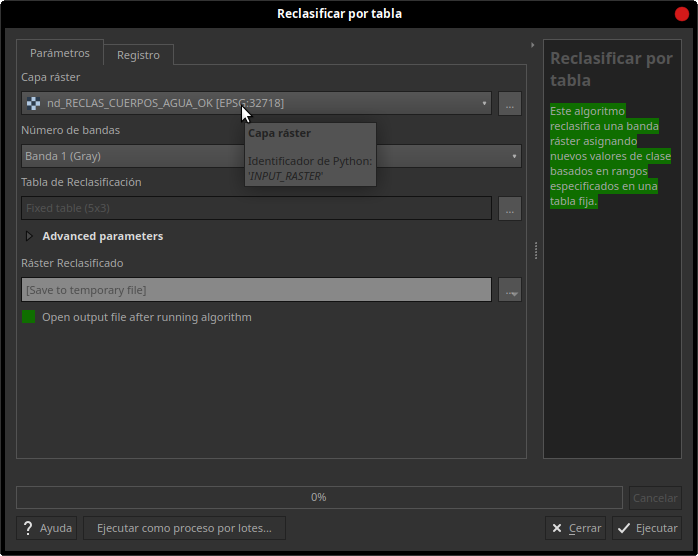 Reclasificar por tabla
Parámetros
Registro
Capa ráster
nd_RECLAS_CUERPOS_AGUA_OK [EPSG:32718]
...
Capa ráster
Identificador de Python:
'INPUT_RASTER'
Número de bandas
Banda 1 (Gray)
Tabla de Reclasificación
Fixed table (5x3)
...
Advanced parameters
Ráster Reclasificado
[Save to temporary file]
...
Open output file after running algorithm
Reclasificar por
tabla
Este algoritmo
reclasifica una banda
ráster asignando
nuevos valores de clase
basados en rangos
especificados en una
tabla fija.
0%
Cancelar
? Ayuda
Ejecutar como proceso por lotes...
Cerrar
Ejecutar